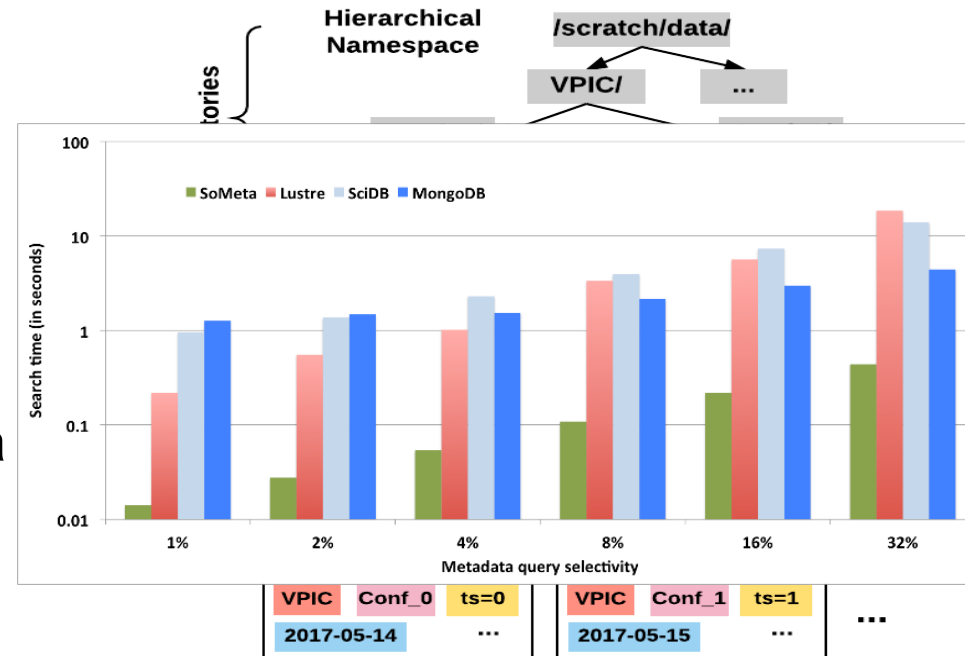 Hierarchical
Namespace
/scratch/data/
VPIC/
...
tories
100
10
1
0.1
0.01
Search time (in seconds)
SoMeta Lustre SciDB MongoDB
1% 2% 4% 8% 16% 32%
Metadata query selectivity
VPIC Conf_0 ts=0
2017-05-14 ...
VPIC Conf_1 ts=1
2017-05-15 ...
...